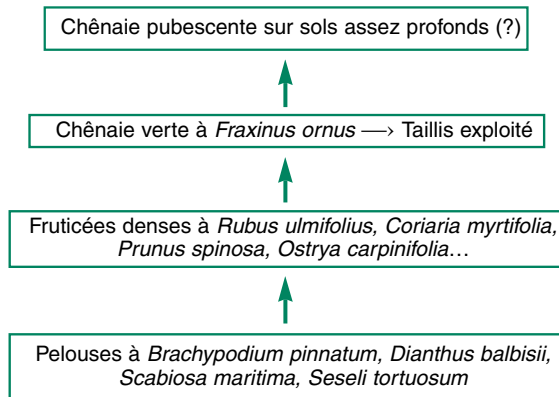 Chênaie pubescente sur sols assez profonds (?)
Chênaie verte à Fraxinus ornus ⟶ Taillis exploité
Fruticées denses à Rubus ulmifolius, Coriaria myrtifolia,
Prunus spinosa, Ostrya carpinifolia…
Pelouses à Brachypodium pinnatum, Dianthus balbisii,
Scabiosa maritima, Seseli tortuosum